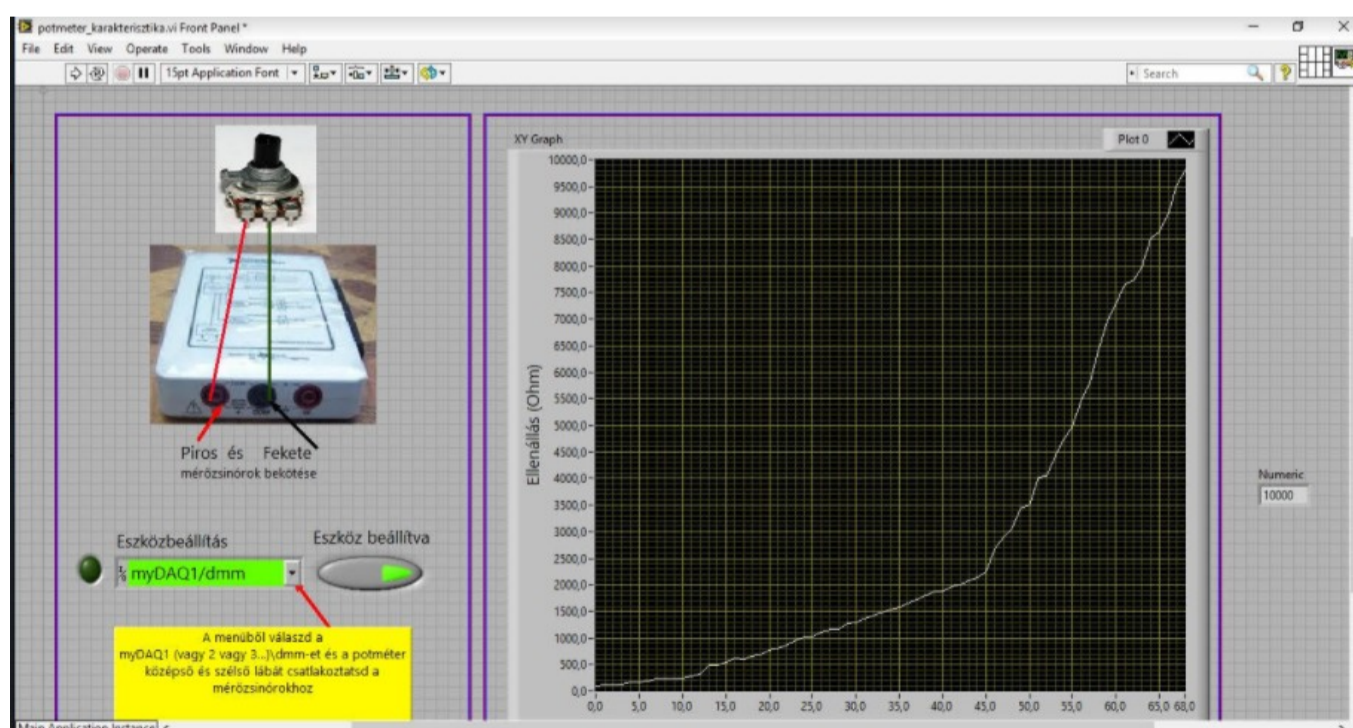 potmeter_karakterisztika.vi Front Panel *
File Edit View Operate Tools Window Help
15pt Application Font
Search
XY Graph
Plot 0
10000,0
9500,0
9000,0
8500,0
8000,0
7500,0
7000,0
6500,0
6000,0
5500,0
5000,0
4500,0
4000,0
3500,0
3000,0
2500,0
2000,0
1500,0
1000,0
500,0
0,0
Ellenállás (Ohm)
0,0 5,0 10,0 15,0 20,0 25,0 30,0 35,0 40,0 45,0 50,0 55,0 60,0 65,0 68,0
Piros és Fekete
mérőzsinórok bekötése
Eszközbeállítás
Eszköz beállítva
myDAQ1/dmm
A menüből válaszd a
myDAQ1 (vagy 2 vagy 3...)\dmm-et és a potméter
középső és szélső lábát csatlakoztatsd a
mérőzsinórokhoz
Numeric
10000
Main Application Instance